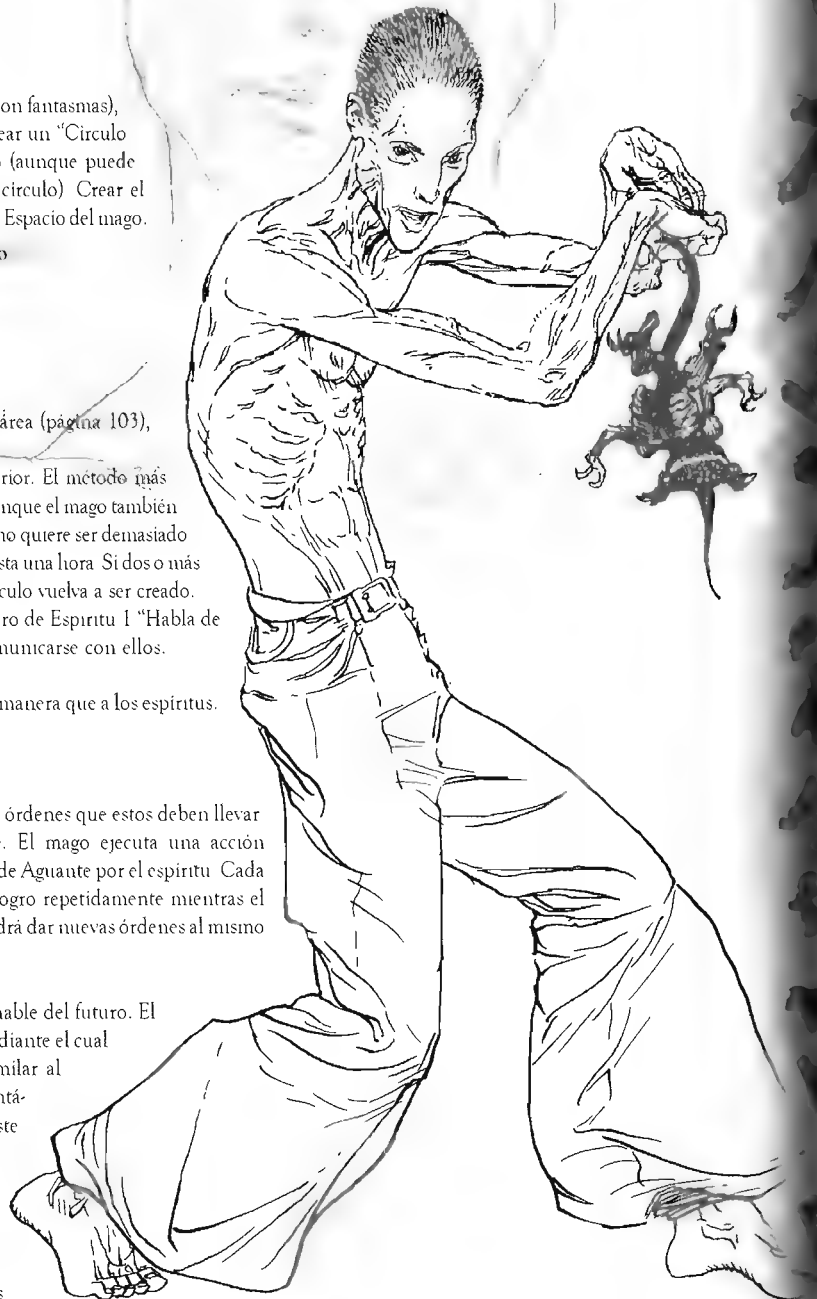 on fantasmas),
ear un “Circulo
o (aunque puede
circulo) Crear el
Espacio del mago.
o
área (página 103),
rior. El método más
unque el mago también
no quiere ser demasiado
sta una hora Si dos o más
culo vuelva a ser creado.
ro de Espiritu 1 “Habla de
municarse con ellos.
manera que a los espíritus.
órdenes que estos deben llevar
. El mago ejecuta una acción
de Aguante por el espíritu Cada
ogro repetidamente mientras el
drá dar nuevas órdenes al mismo
nable del futuro. El
diante el cual
milar al
ntá-
ste
s